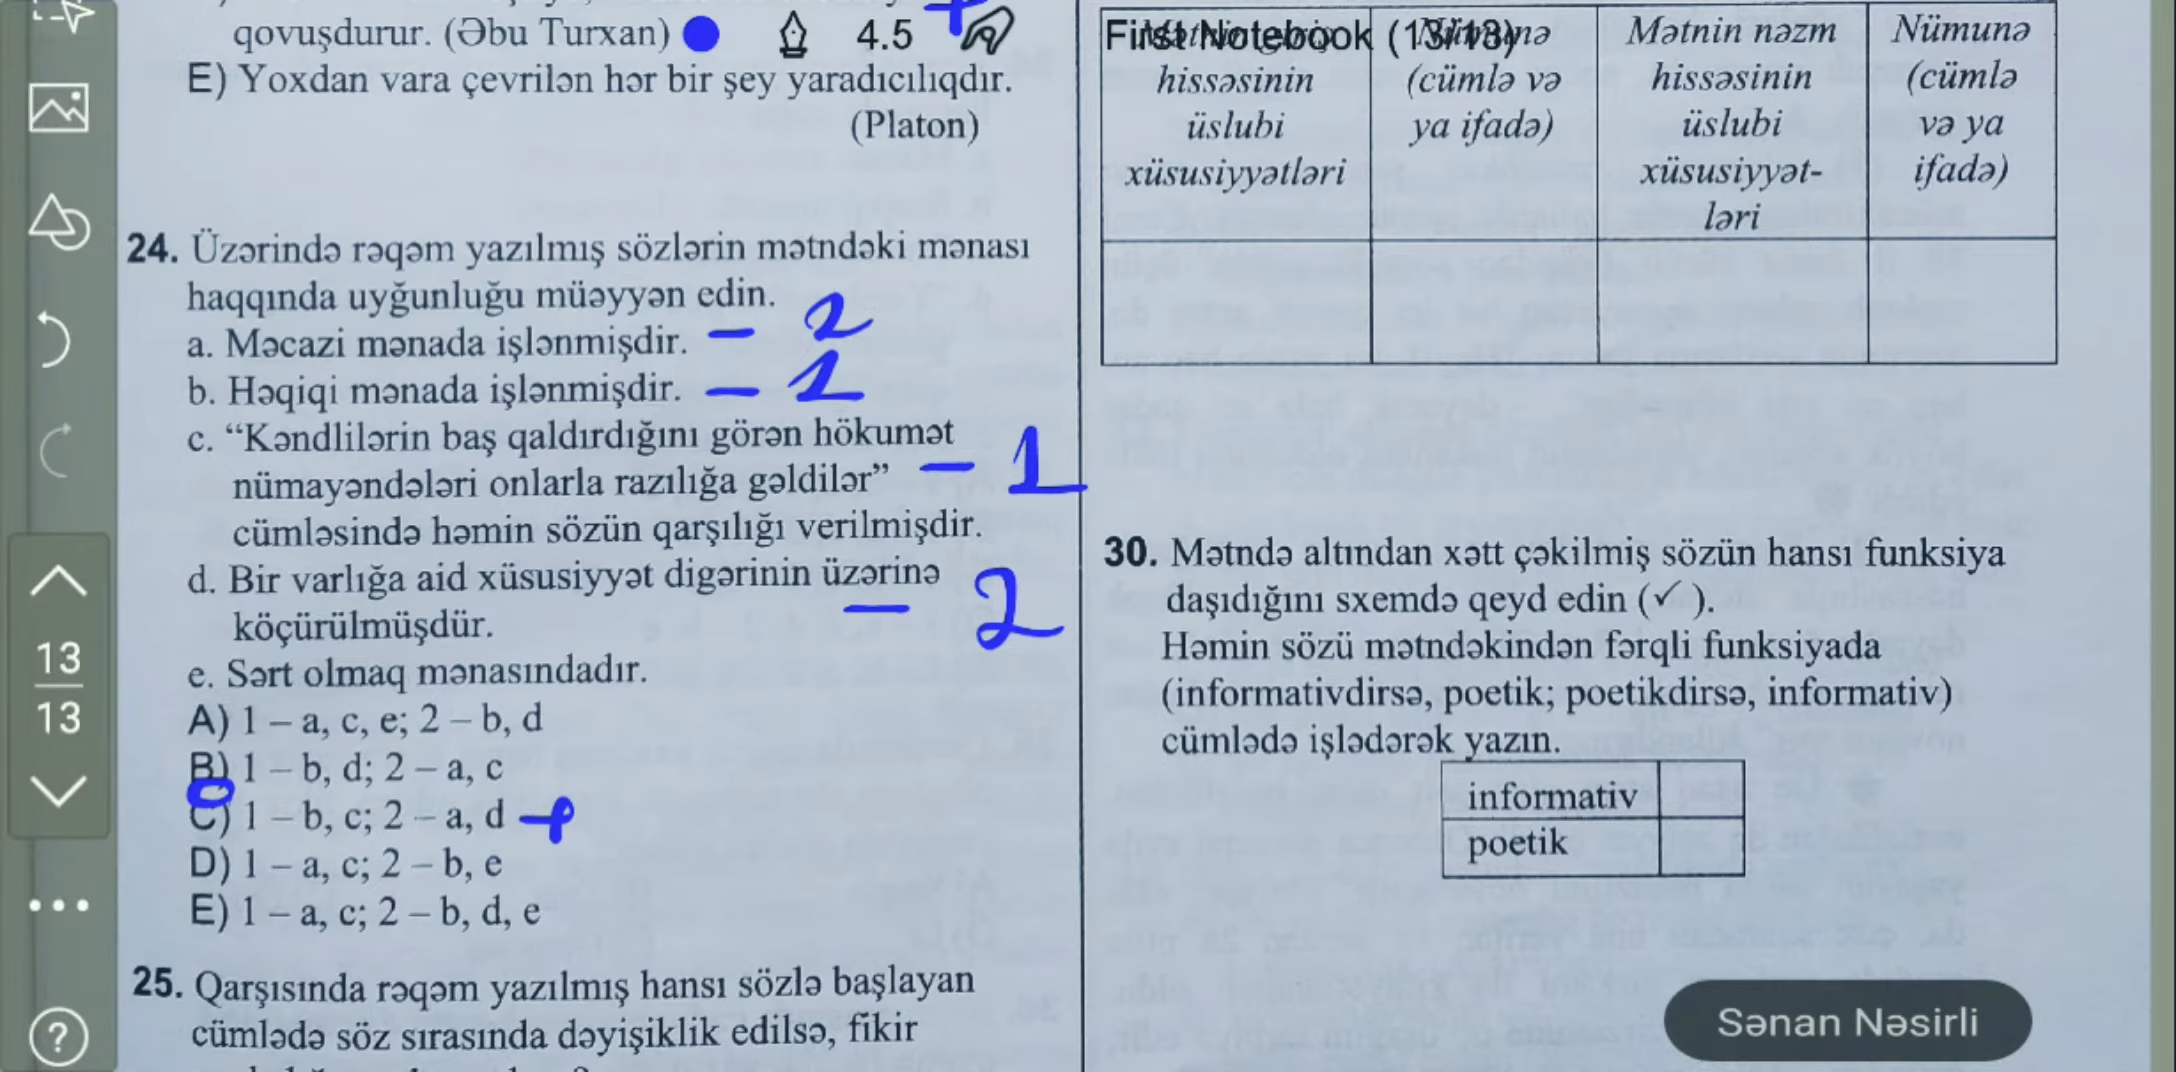 qovuşdurur. (Əbu Turxan)
4.5
E) Yoxdan vara çevrilən hər bir şey yaradıcılıqdır.
(Platon)
24. Üzərində rəqəm yazılmış sözlərin mətndəki mənası
haqqında uyğunluğu müəyyən edin.
a. Məcazi mənada işlənmişdir. – 2
b. Həqiqi mənada işlənmişdir. – 1
c. “Kəndlilərin baş qaldırdığını görən hökumət
nümayəndələri onlarla razılığa gəldilər” – 1
cümləsində həmin sözün qarşılığı verilmişdir.
d. Bir varlığa aid xüsusiyyət digərinin üzərinə – 2
köçürülmüşdür.
e. Sərt olmaq mənasındadır.
A) 1 – a, c, e; 2 – b, d
B) 1 – b, d; 2 – a, c
C) 1 – b, c; 2 – a, d +
D) 1 – a, c; 2 – b, e
E) 1 – a, c; 2 – b, d, e
25. Qarşısında rəqəm yazılmış hansı sözlə başlayan
cümlədə söz sırasında dəyişiklik edilsə, fikir
13
13
First Notebook (13/13)
hissəsinin
üslubi
xüsusiyyətləri
(cümlə və
ya ifadə)
Mətnin nəzm
hissəsinin
üslubi
xüsusiyyət-
ləri
Nümunə
(cümlə
və ya
ifadə)
30. Mətndə altından xətt çəkilmiş sözün hansı funksiya
daşıdığını sxemdə qeyd edin (✓).
Həmin sözü mətndəkindən fərqli funksiyada
(informativdirsə, poetik; poetikdirsə, informativ)
cümlədə işlədərək yazın.
informativ
poetik
Sənan Nəsirli